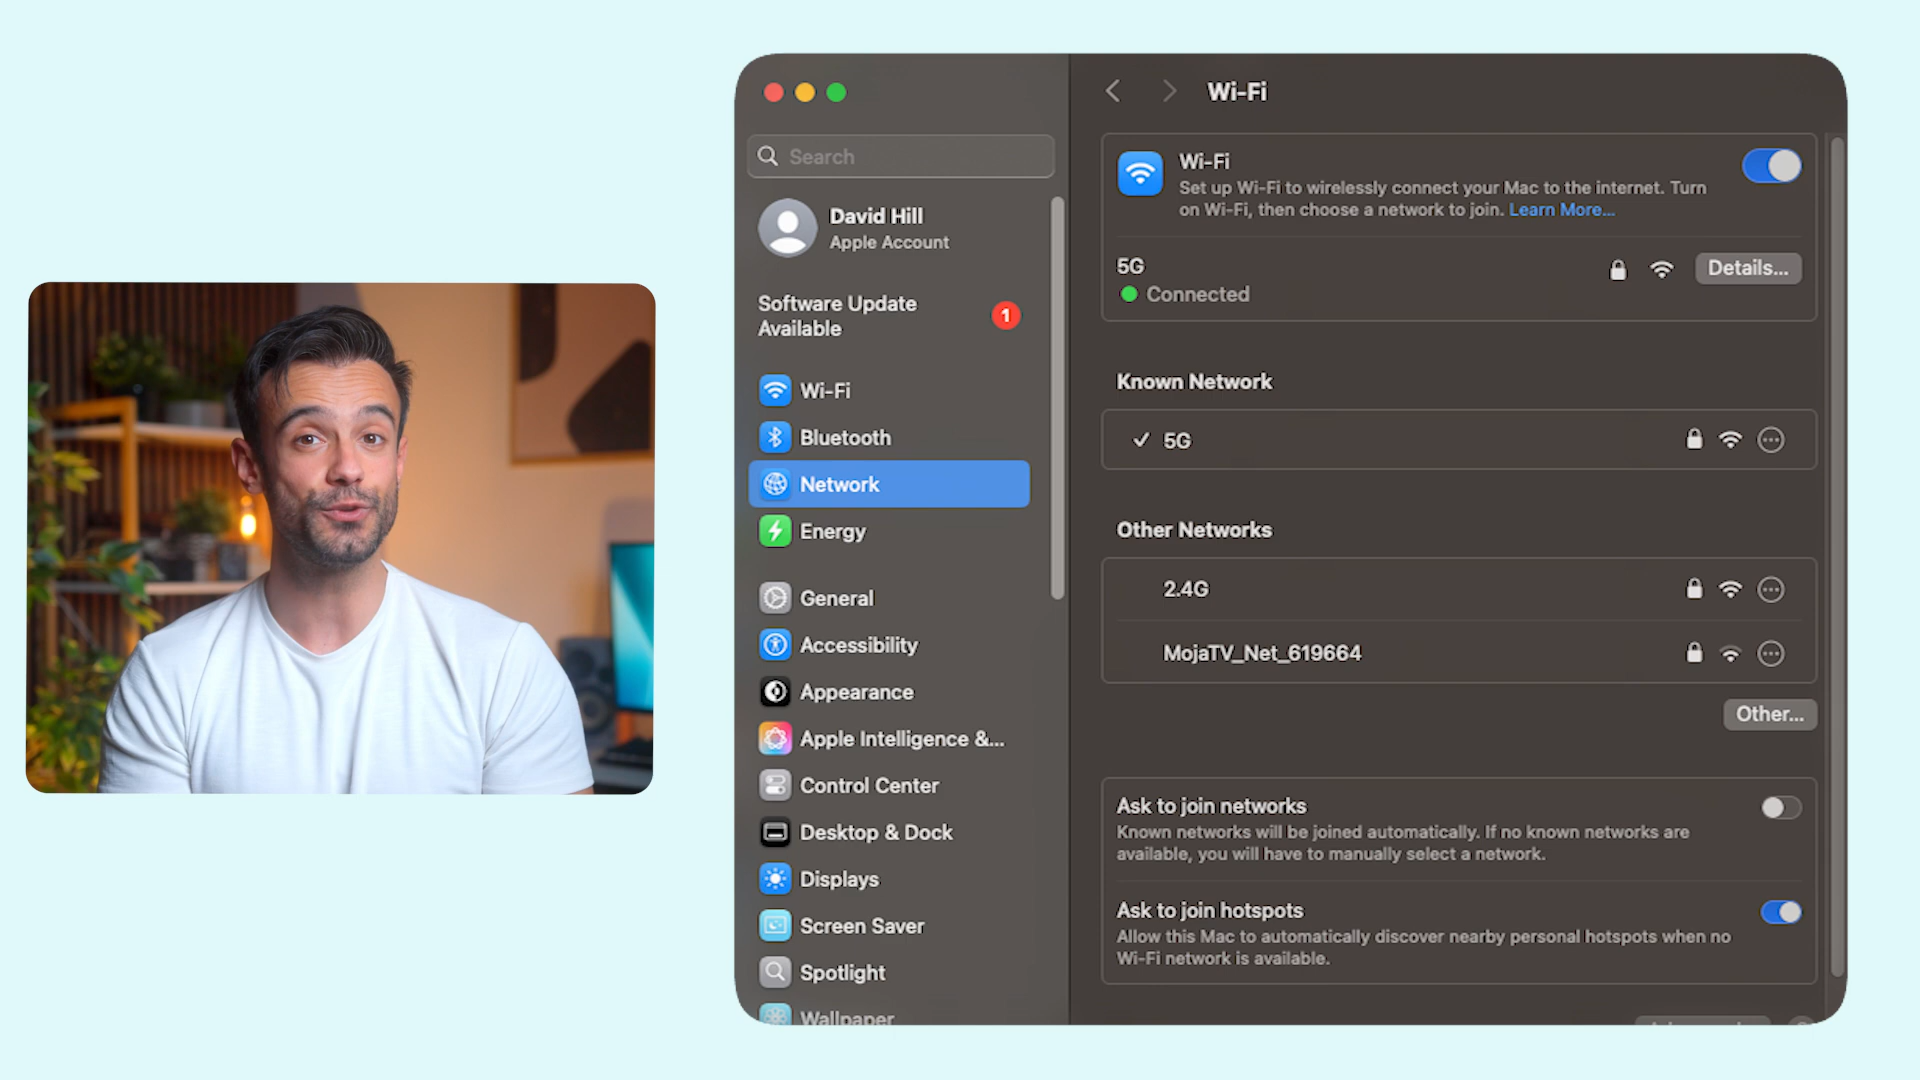 Search
David Hill
Apple Account
Software Update
Available
1
Wi-Fi
Bluetooth
Network
Energy
General
Accessibility
Appearance
Apple Intelligence &...
Control Center
Desktop & Dock
Displays
Screen Saver
Spotlight
Wallpaper
Wi-Fi
Wi-Fi
Set up Wi-Fi to wirelessly connect your Mac to the internet. Turn
on Wi-Fi, then choose a network to join. Learn More...
5G
Connected
Details...
Known Network
5G
Other Networks
2.4G
MojaTV_Net_619664
Other...
Ask to join networks
Known networks will be joined automatically. If no known networks are
available, you will have to manually select a network.
Ask to join hotspots
Allow this Mac to automatically discover nearby personal hotspots when no
Wi-Fi network is available.